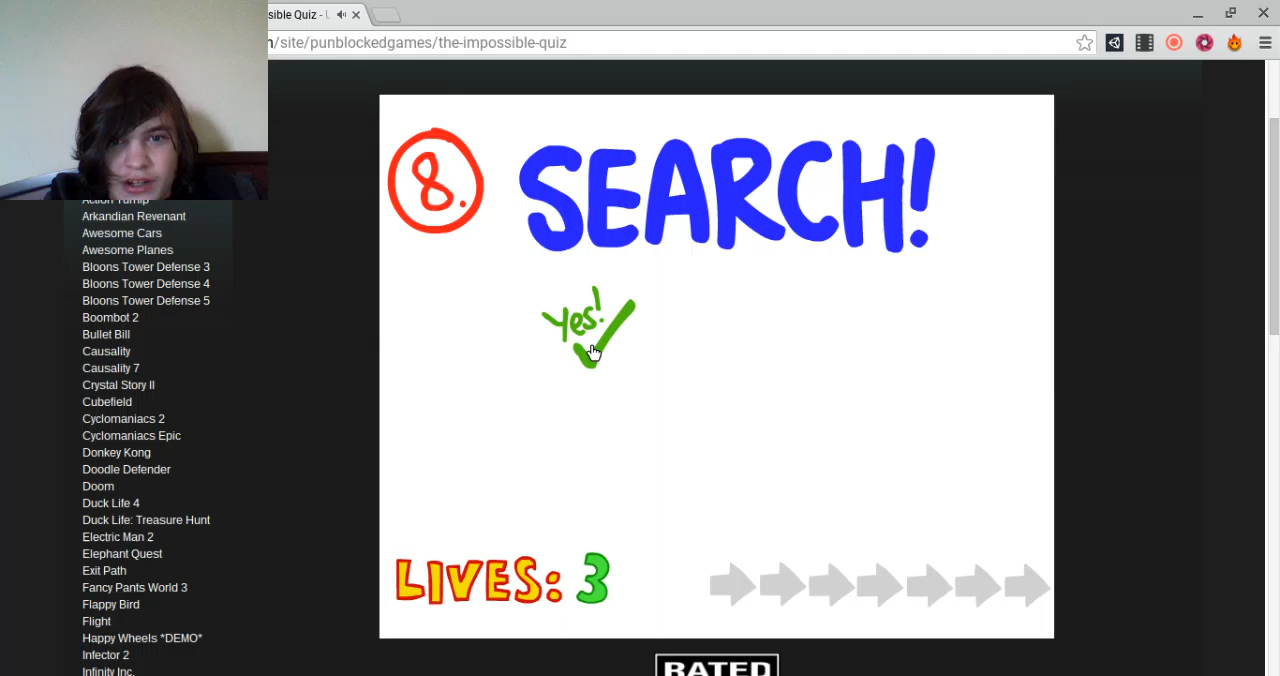 sible Quiz - U
n/site/punblockedgames/the-impossible-quiz
8. SEARCH!
Yes!
LIVES: 3
RATED
Action Turnip
Arkandian Revenant
Awesome Cars
Awesome Planes
Bloons Tower Defense 3
Bloons Tower Defense 4
Bloons Tower Defense 5
Boombot 2
Bullet Bill
Causality
Causality 7
Crystal Story II
Cubefield
Cyclomaniacs 2
Cyclomaniacs Epic
Donkey Kong
Doodle Defender
Doom
Duck Life 4
Duck Life: Treasure Hunt
Electric Man 2
Elephant Quest
Exit Path
Fancy Pants World 3
Flappy Bird
Flight
Happy Wheels *DEMO*
Infector 2
Infinity Inc.